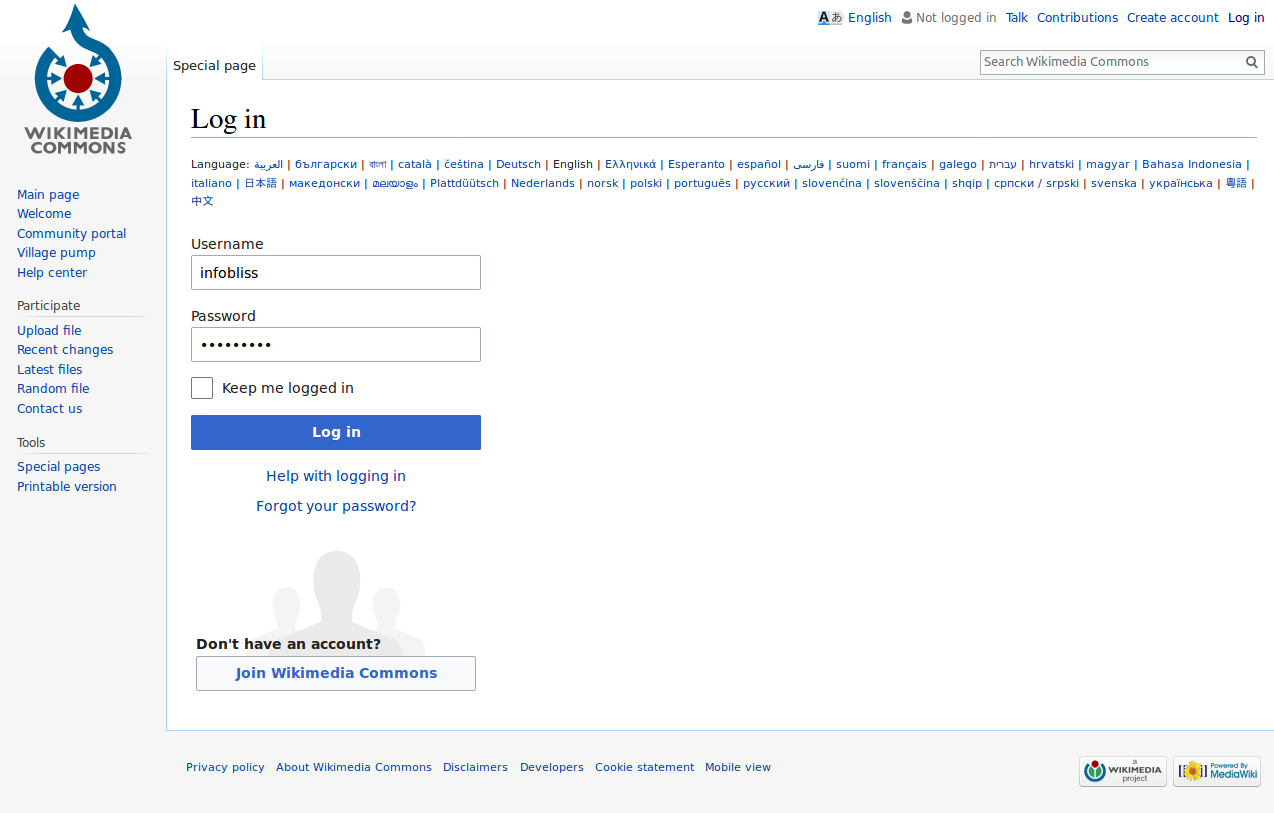 English Not logged in Talk Contributions Create account Log in
Special page
Search Wikimedia Commons
WIKIMEDIA
COMMONS
Main page
Welcome
Community portal
Village pump
Help center
Participate
Upload file
Recent changes
Latest files
Random file
Contact us
Tools
Special pages
Printable version
Log in
Language: العربية | български | বাংলা | català | čeština | Deutsch | English | Ελληνικά | Esperanto | español | فارسی | suomi | français | galego | עברית | hrvatski | magyar | Bahasa Indonesia |
italiano | 日本語 | македонски | മലയാളം | Plattdüütsch | Nederlands | norsk | polski | português | русский | slovenčina | slovenščina | shqip | српски / srpski | svenska | українська | 粵語 |
中文
Username
infobliss
Password
•••••••••
Keep me logged in
Log in
Help with logging in
Forgot your password?
Don't have an account?
Join Wikimedia Commons
Privacy policy About Wikimedia Commons Disclaimers Developers Cookie statement Mobile view
a
WIKIMEDIA
project
Powered By
MediaWiki